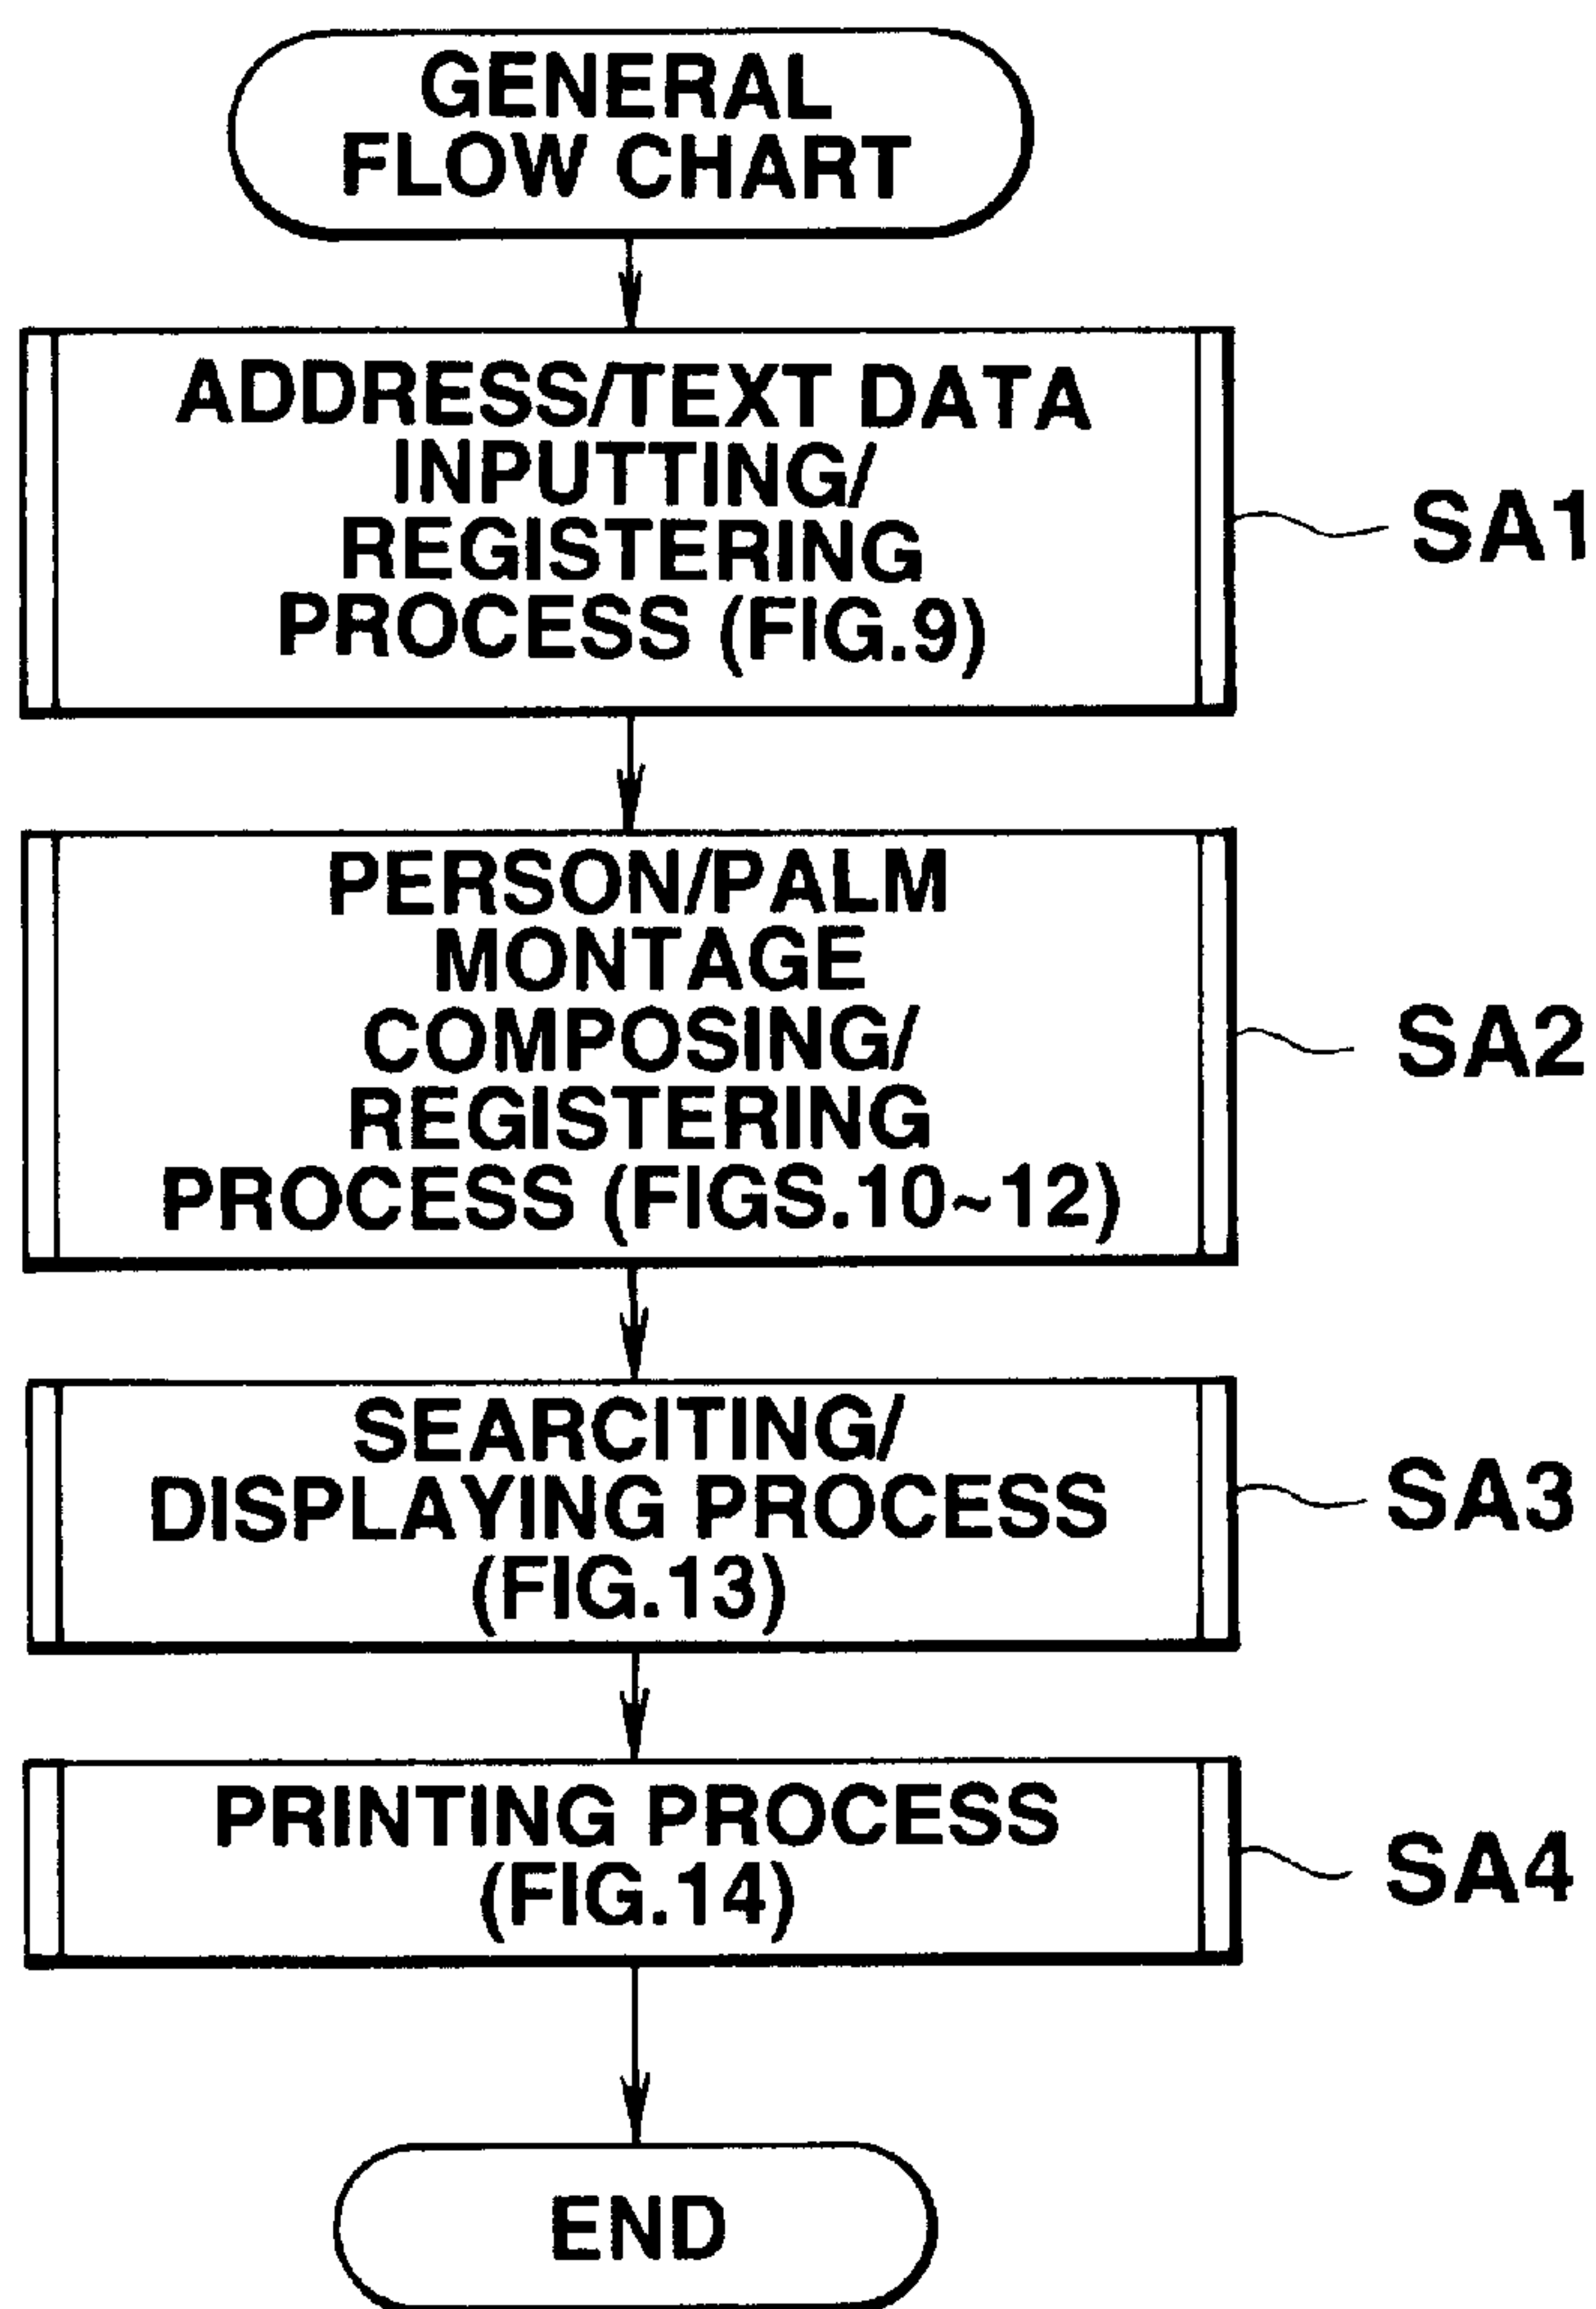 GENERAL
FLOW CHART
ADDRESS/TEXT DATA
INPUTTING/
REGISTERING
PROCESS (FIG.9)
SA1
PERSON/PALM
MONTAGE
COMPOSING/
REGISTERING
PROCESS (FIGS.10~12)
SA2
SEARCITING/
DISPLAYING PROCESS
(FIG.13)
SA3
PRINTING PROCESS
(FIG.14)
SA4
END